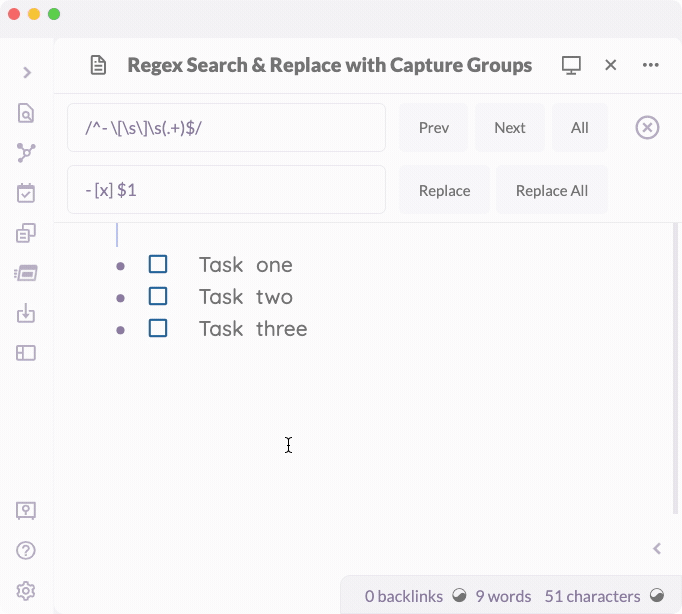 Regex Search & Replace with Capture Groups
/^- \[\s\]\s(.+)$/
Prev
Next
All
- [x] $1
Replace
Replace All
Task one
Task two
Task three
0 backlinks
9 words
51 characters